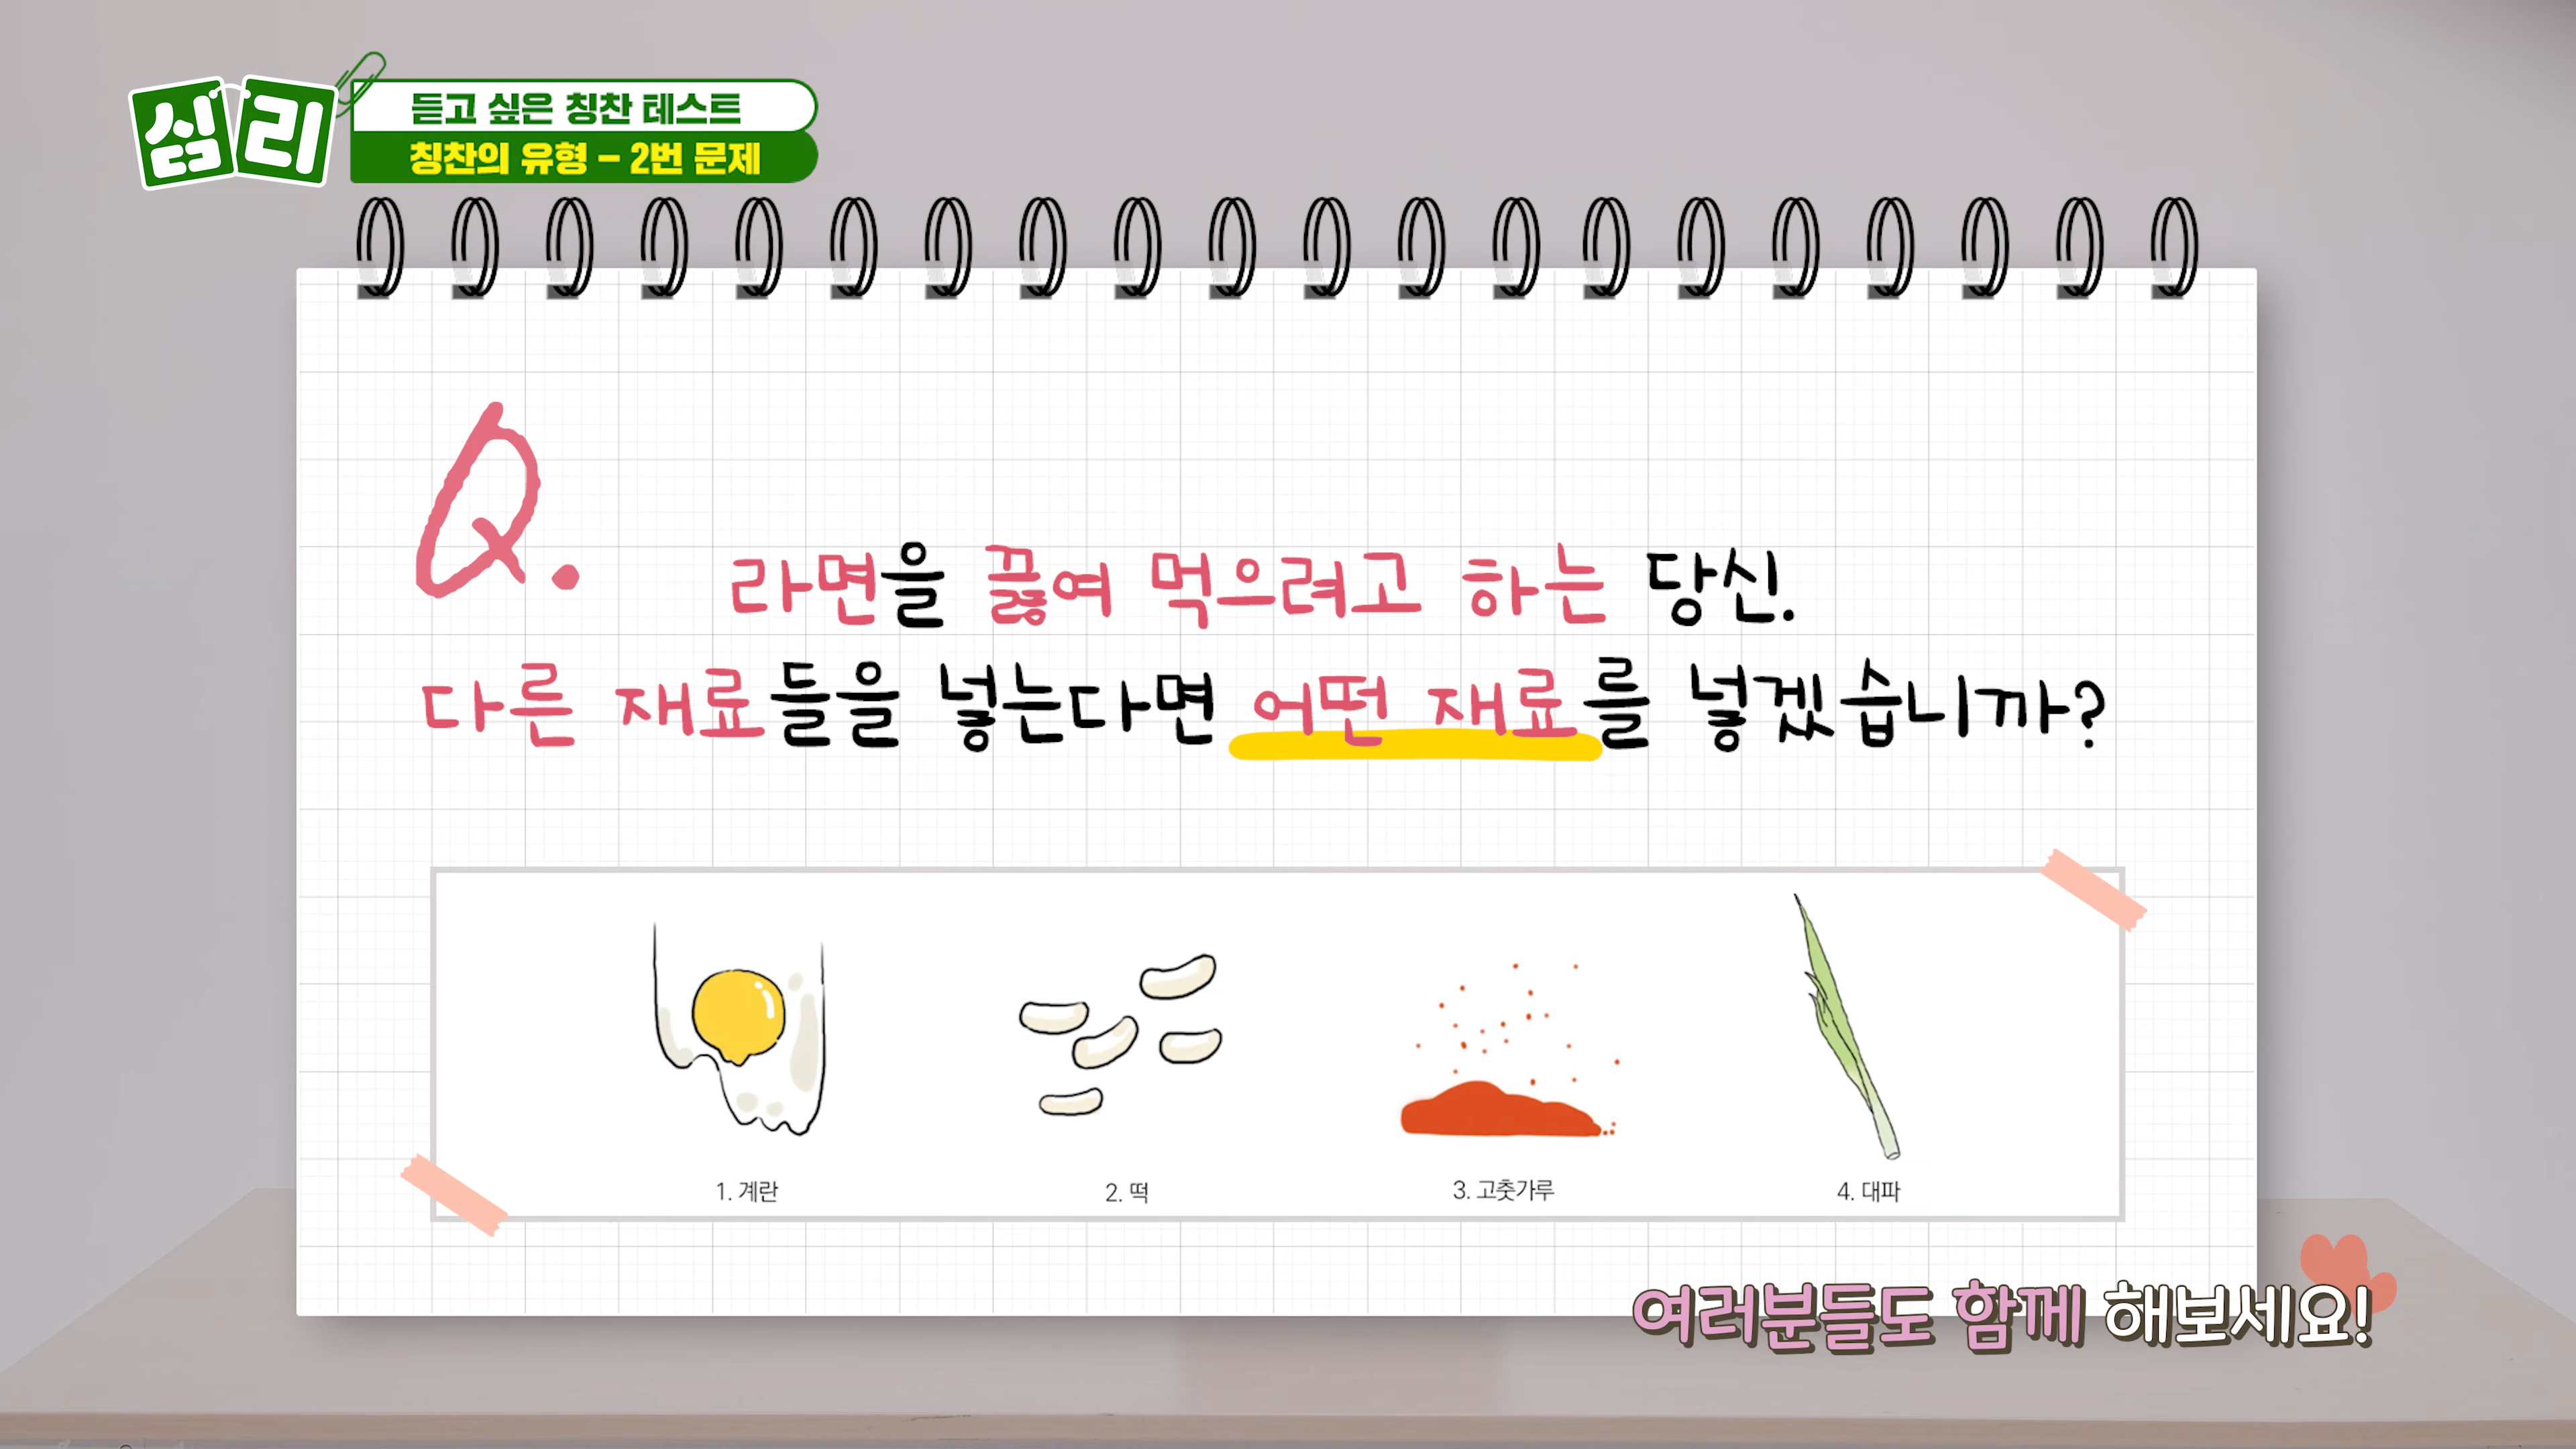 심리
듣고 싶은 칭찬 테스트
칭찬의 유형 – 2번 문제
Q.
라면을 끓여 먹으려고 하는 당신.
다른 재료들을 넣는다면 어떤 재료를 넣겠습니까?
1. 계란
2. 떡
3. 고춧가루
4. 대파
여러분들도 함께 해보세요!